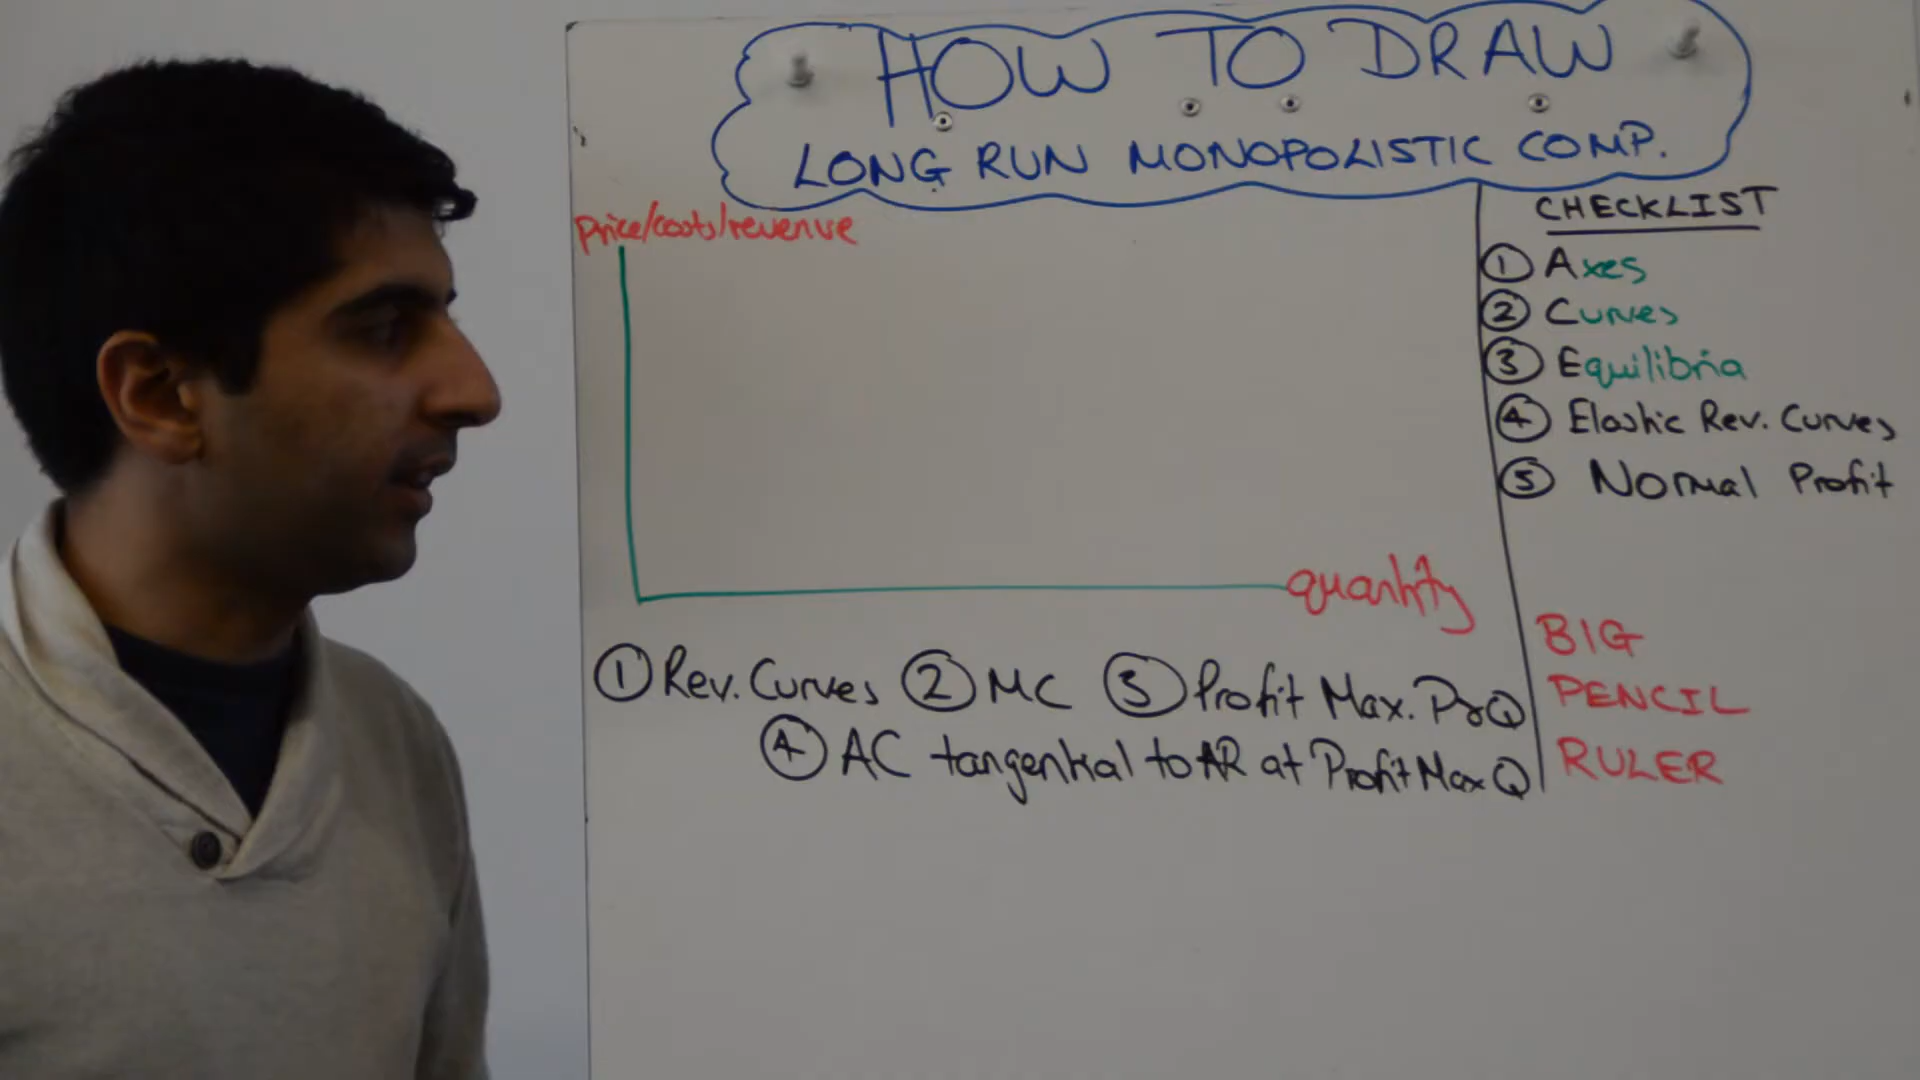 HOW TO DRAW
LONG RUN MONOPOLISTIC COMP.
price/costs/revenue
quantity
① Rev. Curves ② MC ③ Profit Max. P&Q
④ AC tangential to AR at Profit Max Q
CHECKLIST
① Axes
② Curves
③ Equilibria
④ Elastic Rev. Curves
⑤ Normal Profit
BIG
PENCIL
RULER